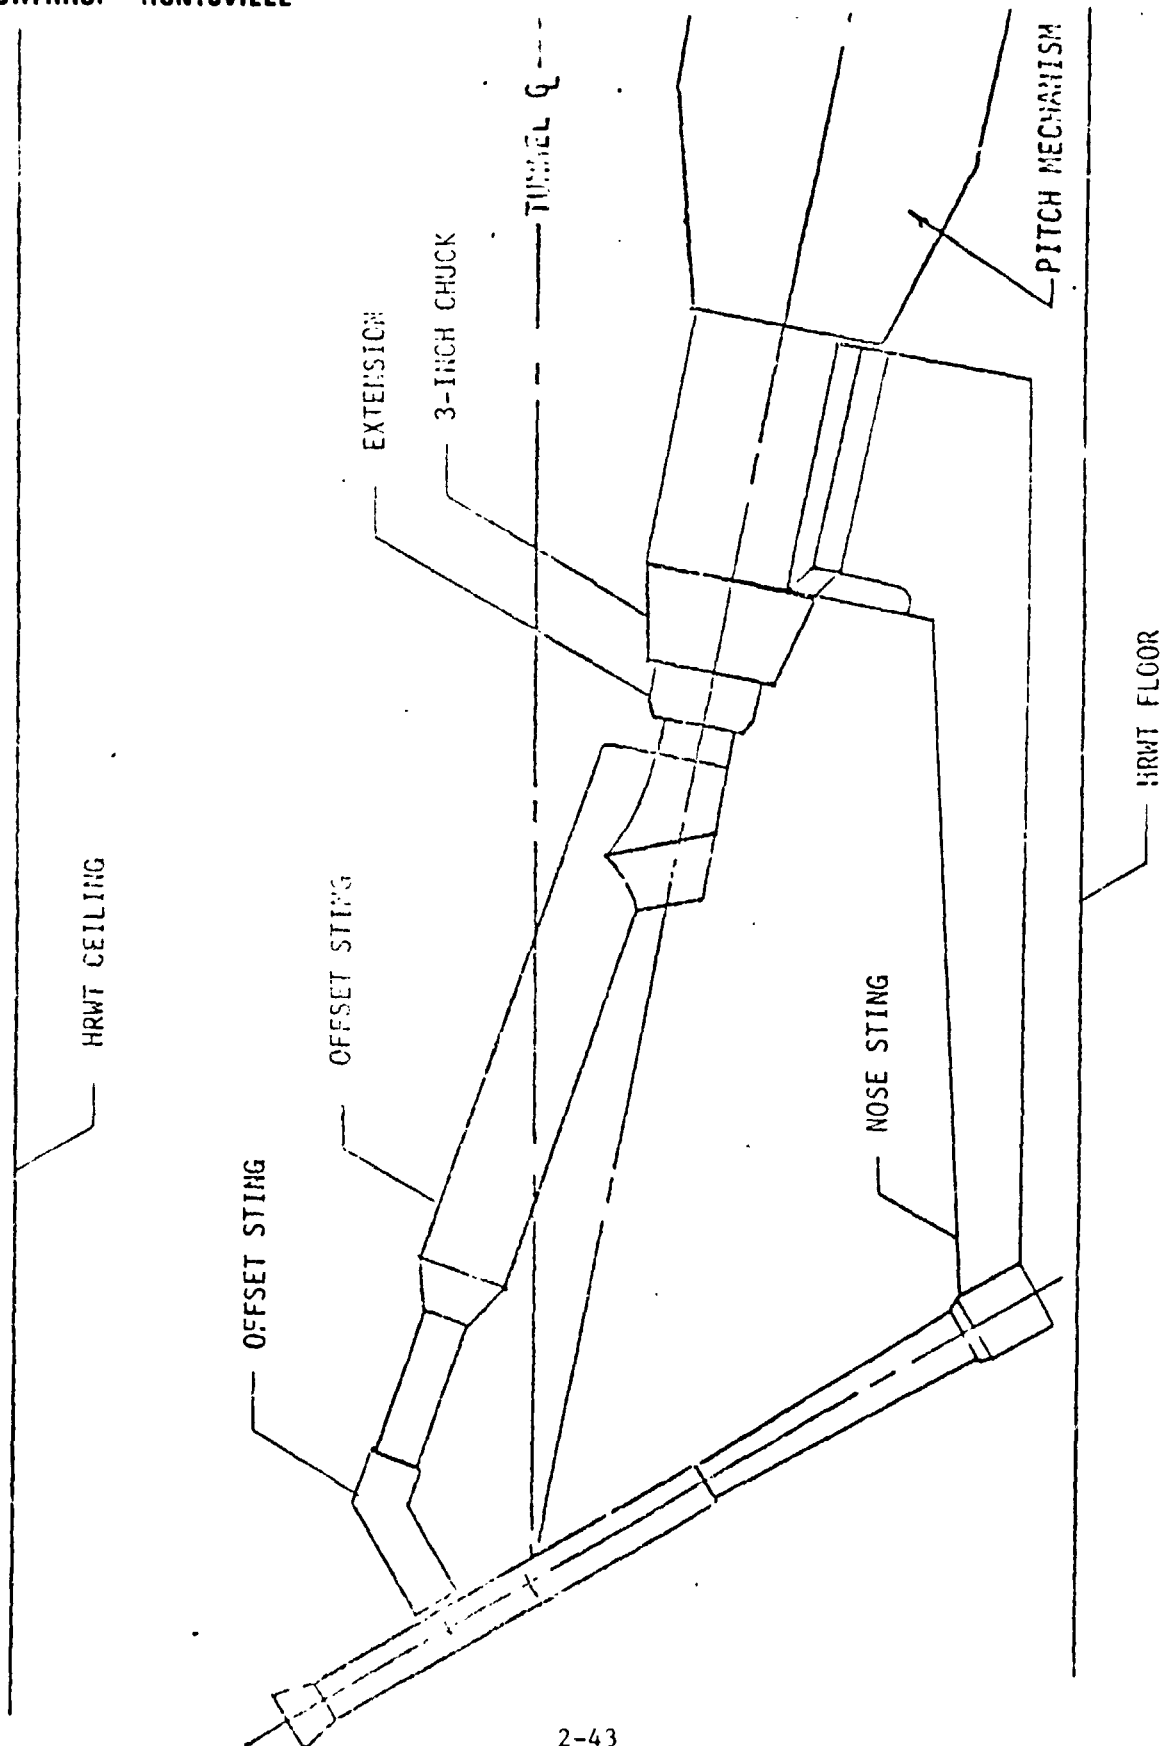 HUNTSVILLE
HRWT CEILING
OFFSET STING
OFFSET STING
EXTENSION
3-INCH CHUCK
TUNNEL ℄
NOSE STING
PITCH MECHANISM
HRWT FLOOR
2-43